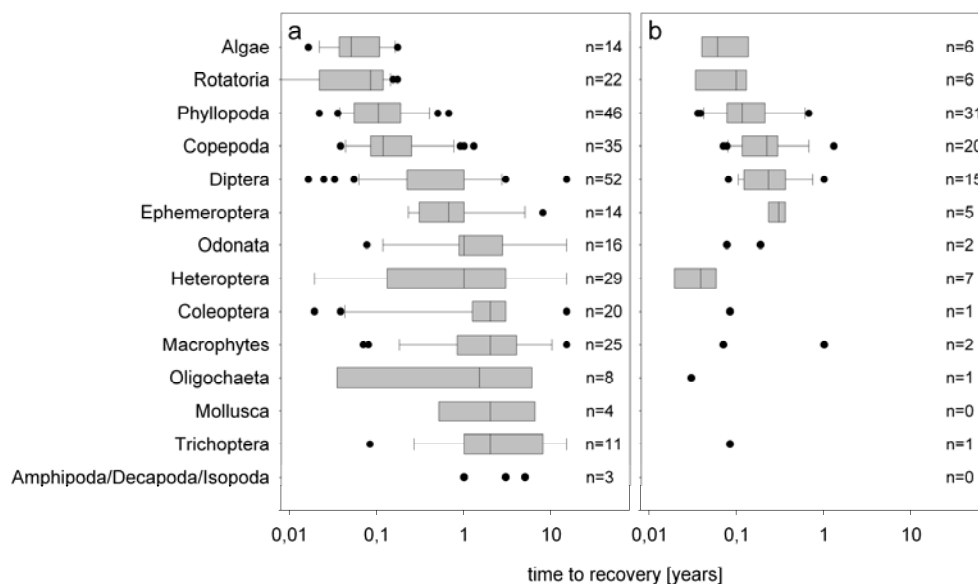 a b
Algae n=14 n=6
Rotatoria n=22 n=6
Phyllopoda n=46 n=31
Copepoda n=35 n=20
Diptera n=52 n=15
Ephemeroptera n=14 n=5
Odonata n=16 n=2
Heteroptera n=29 n=7
Coleoptera n=20 n=1
Macrophytes n=25 n=2
Oligochaeta n=8 n=1
Mollusca n=4 n=0
Trichoptera n=11 n=1
Amphipoda/Decapoda/Isopoda n=3 n=0
0,01 0,1 1 10 0,01 0,1 1 10
time to recovery [years]